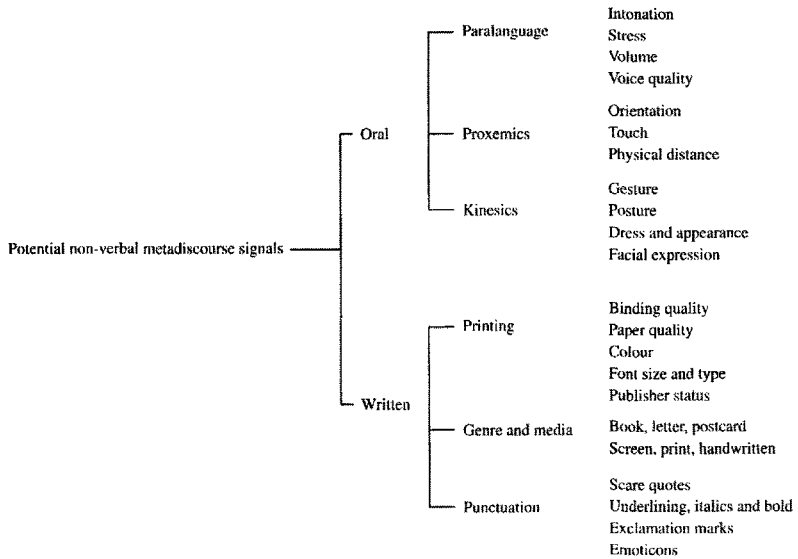 Potential non-verbal metadiscourse signals
Oral
Paralanguage
Intonation
Stress
Volume
Voice quality
Proxemics
Orientation
Touch
Physical distance
Kinesics
Gesture
Posture
Dress and appearance
Facial expression
Written
Printing
Binding quality
Paper quality
Colour
Font size and type
Publisher status
Genre and media
Book, letter, postcard
Screen, print, handwritten
Punctuation
Scare quotes
Underlining, italics and bold
Exclamation marks
Emoticons